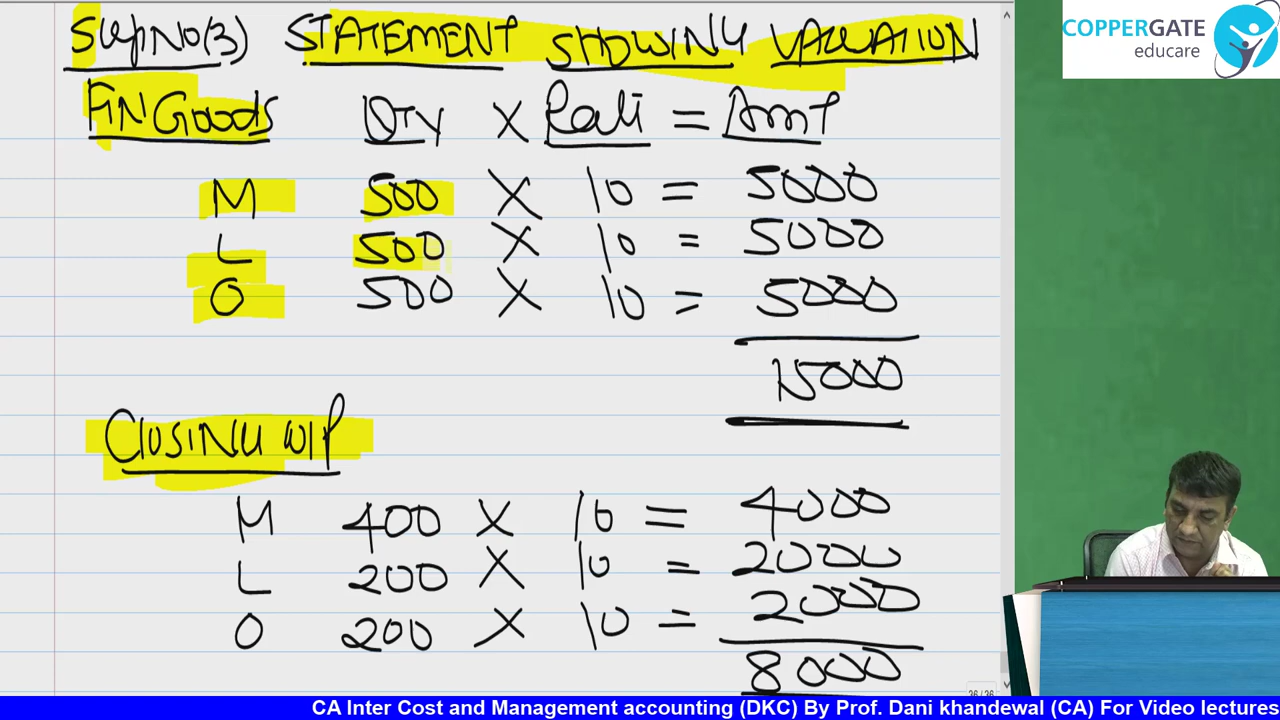 Step No(3) STATEMENT SHOWING VALUATION
FIN Goods Qty X Rate = Amt
M 500 X 10 = 5000
L 500 X 10 = 5000
O 500 X 10 = 5000
15000
CLOSING WIP
M 400 X 10 = 4000
L 200 X 10 = 2000
O 200 X 10 = 2000
8000
COPPERGATE
educare
36 / 36
CA Inter Cost and Management accounting (DKC) By Prof. Dani khandewal (CA) For Video lectures